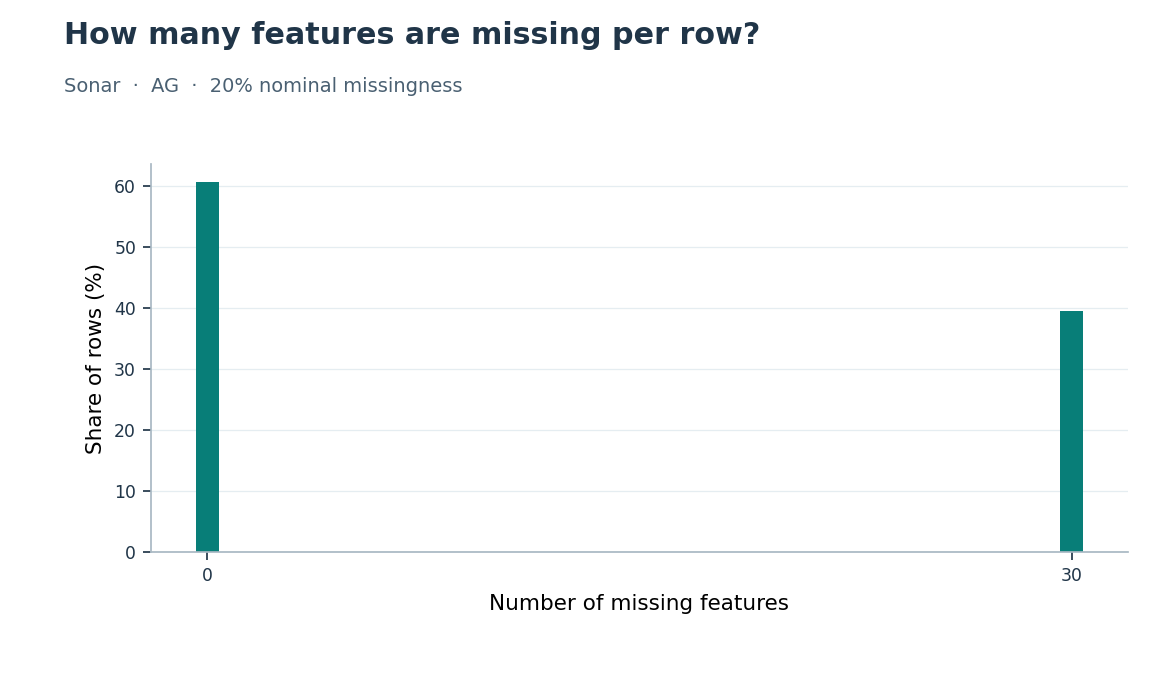 How many features are missing per row?
Sonar · AG · 20% nominal missingness
Share of rows (%)
60
50
40
30
20
10
0
0 30
Number of missing features